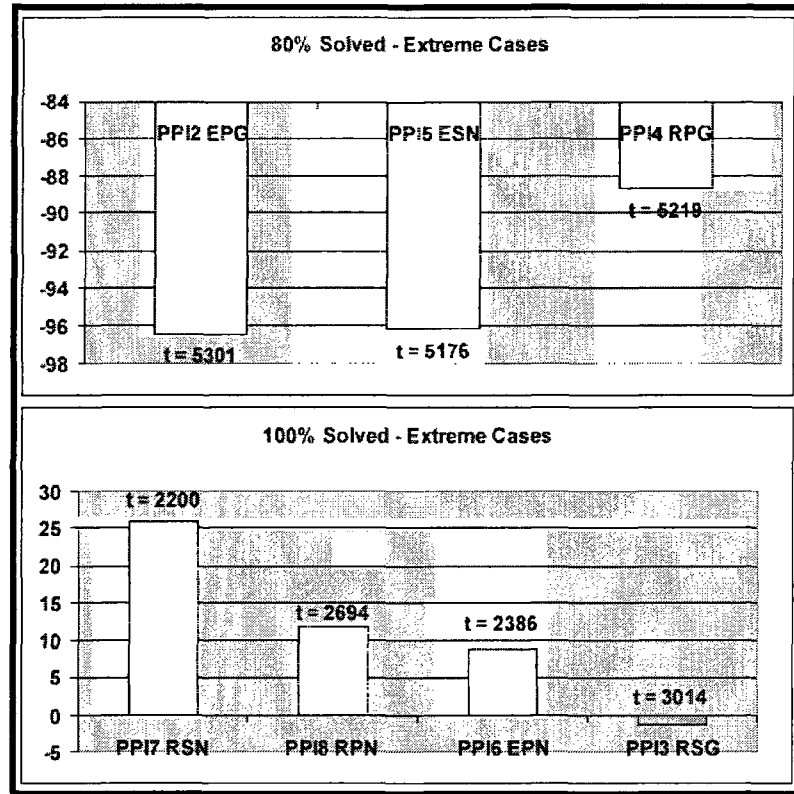 80% Solved - Extreme Cases
-84
PPI2 EPG PPI5 ESN PPI4 RPG
-86
-88
-90
t = 5219
-92
-94
-96
t = 5301 t = 5176
-98
100% Solved - Extreme Cases
30
t = 2200
25
20
15
t = 2694
t = 2386
10
5
t = 3014
0
-5
PPI7 RSN PPI8 RPN PPI6 EPN PPI3 RSG